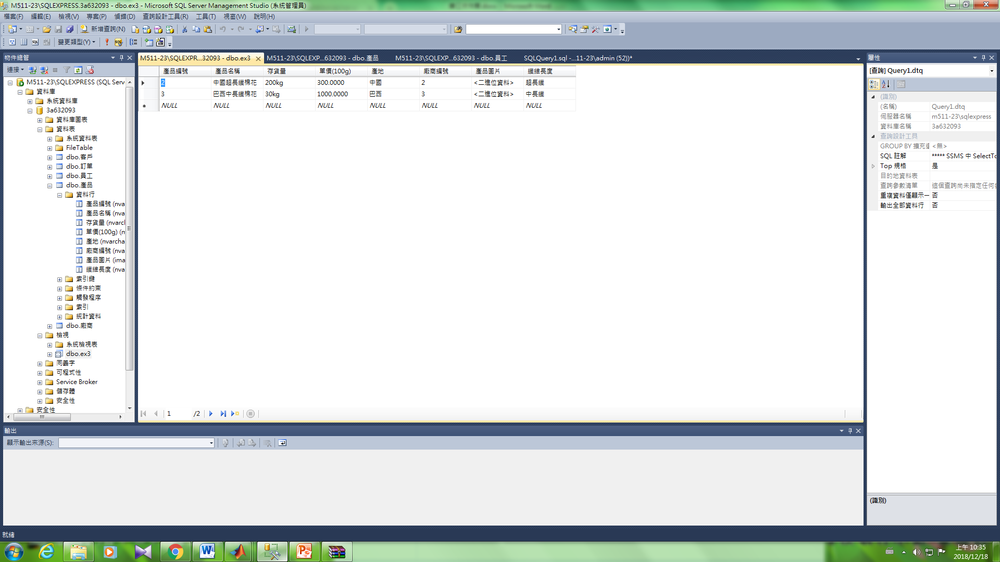 M511-23\SQLEXPRESS.3a632093 - dbo.ex3 - Microsoft SQL Server Management Studio (系統管理員)
檔案(F) 編輯(E) 檢視(V) 專案(P) 偵錯(D) 查詢設計工具(R) 工具(T) 視窗(W) 說明(H)
新增查詢(N)
變更類型(Y)
物件總管
連接
M511-23\SQLEXPRESS (SQL Serv
資料庫
系統資料庫
3a632093
資料庫圖表
資料表
系統資料表
FileTable
dbo.客戶
dbo.訂單
dbo.員工
dbo.產品
資料行
產品編號 (nva
產品名稱 (nva
存貨量 (nvarcl
單價(100g) (m
產地 (nvarcha
廠商編號 (nva
產品圖片 (ima
纖維長度 (nva
索引鍵
條件約束
觸發程序
索引
統計資料
dbo.廠商
檢視
系統檢視表
dbo.ex3
同義字
可程式性
Service Broker
儲存體
安全性
安全性
M511-23\SQLEXPR...32093 - dbo.ex3 M511-23\SQLEXP...632093 - dbo.產品 M511-23\SQLEXP...632093 - dbo.員工 SQLQuery1.sql -...11-23\admin (52))*
產品編號 產品名稱 存貨量 單價(100g) 產地 廠商編號 產品圖片 纖維長度
2 中國超長纖棉花 200kg 300.0000 中國 2 <二進位資料> 超長纖
3 巴西中長纖棉花 30kg 1000.0000 巴西 3 <二進位資料> 中長纖
NULL NULL NULL NULL NULL NULL NULL NULL
1 /2
屬性
[查詢] Query1.dtq
(識別)
(名稱) Query1.dtq
伺服器名稱 m511-23\sqlexpress
資料庫名稱 3a632093
查詢設計工具
GROUP BY 擴充選 <無>
SQL 註解 ***** SSMS 中 SelectTo
Top 規格 是
目的地資料表
查詢參數清單 這個查詢尚未指定任何參
重複資料僅顯示一 否
輸出全部資料行 否
(識別)
輸出
顯示輸出來源(S):
就緒
上午 10:35
2018/12/18